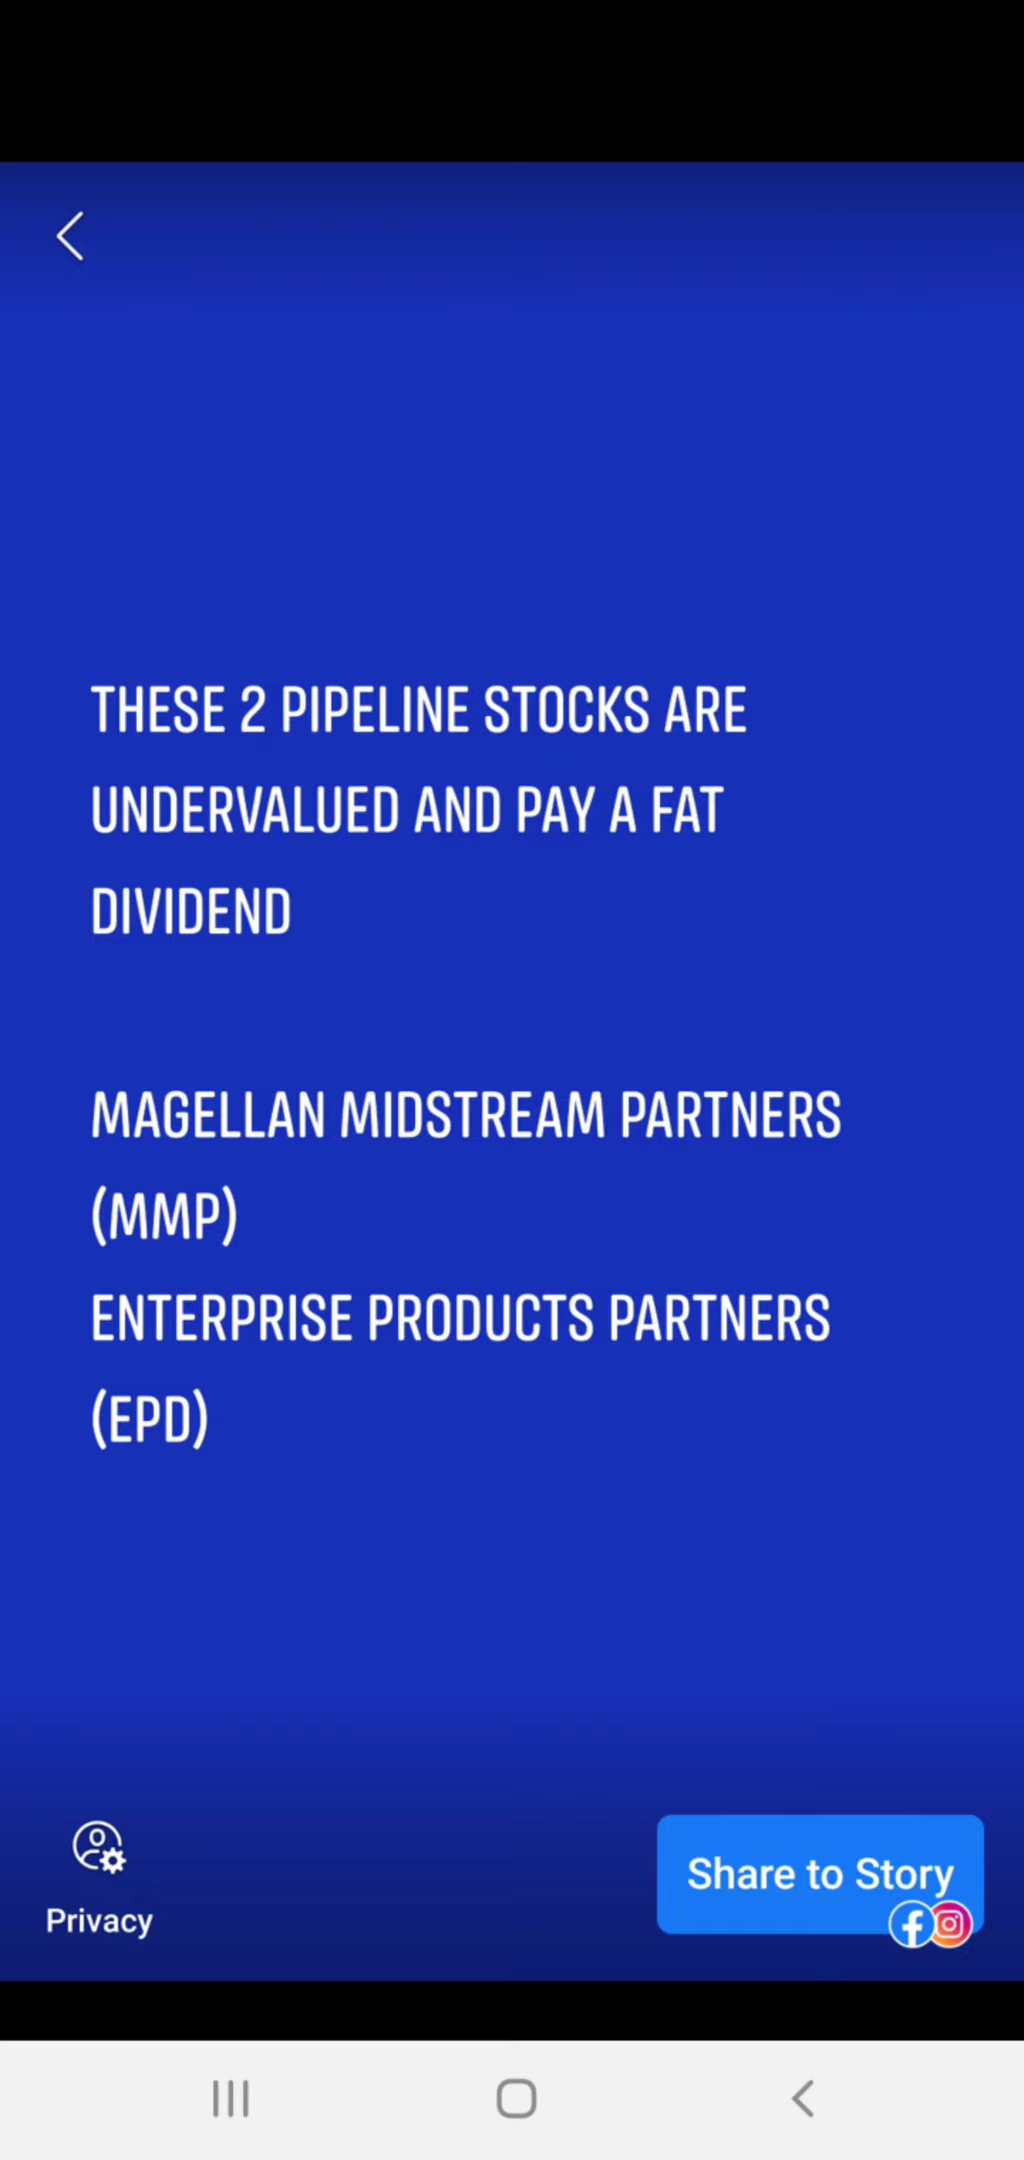 THESE 2 PIPELINE STOCKS ARE
UNDERVALUED AND PAY A FAT
DIVIDEND
MAGELLAN MIDSTREAM PARTNERS
(MMP)
ENTERPRISE PRODUCTS PARTNERS
(EPD)
Privacy
Share to Story